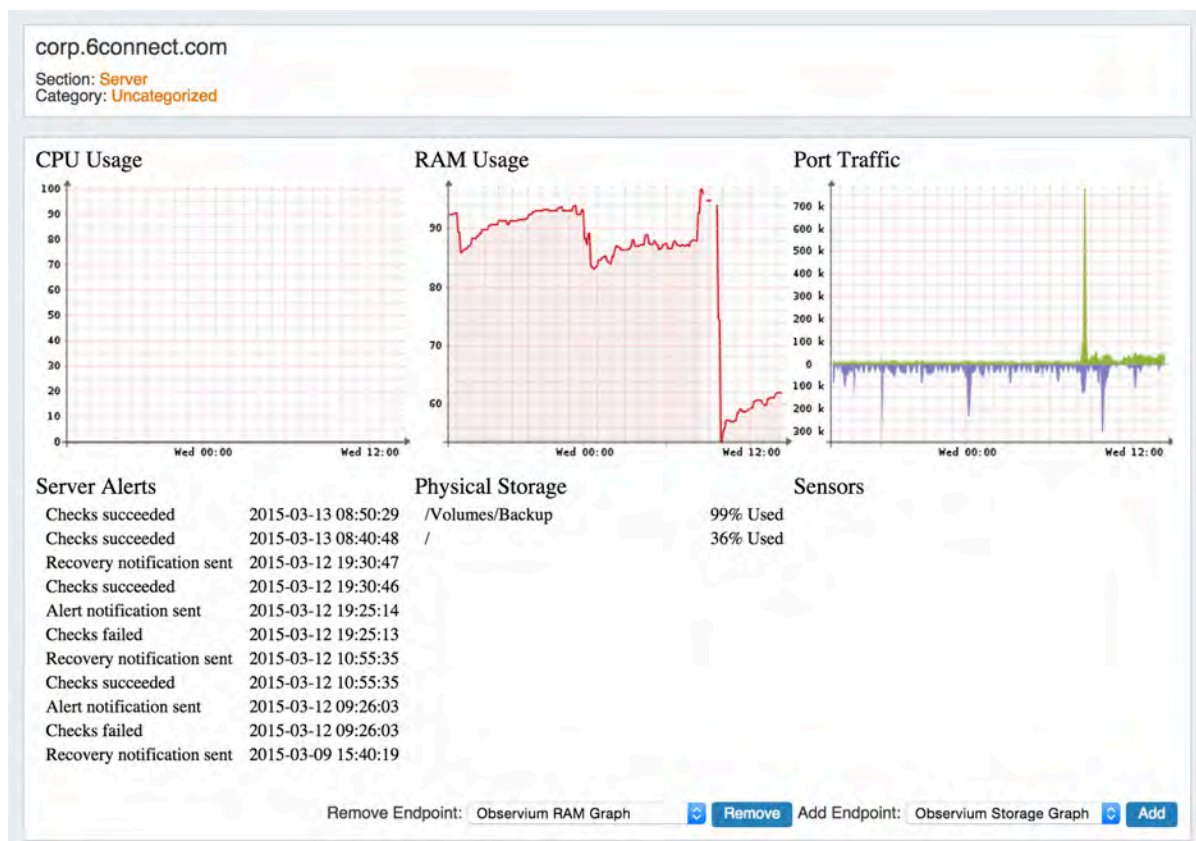 corp.6connect.com
Section: Server
Category: Uncategorized
CPU Usage
100
90
80
70
60
50
40
30
20
10
0
Wed 00:00 Wed 12:00
RAM Usage
90
80
70
60
Wed 00:00 Wed 12:00
Port Traffic
700 k
600 k
500 k
400 k
300 k
200 k
100 k
0
100 k
200 k
300 k
Wed 00:00 Wed 12:00
Server Alerts
Checks succeeded 2015-03-13 08:50:29
Checks succeeded 2015-03-13 08:40:48
Recovery notification sent 2015-03-12 19:30:47
Checks succeeded 2015-03-12 19:30:46
Alert notification sent 2015-03-12 19:25:14
Checks failed 2015-03-12 19:25:13
Recovery notification sent 2015-03-12 10:55:35
Checks succeeded 2015-03-12 10:55:35
Alert notification sent 2015-03-12 09:26:03
Checks failed 2015-03-12 09:26:03
Recovery notification sent 2015-03-09 15:40:19
Physical Storage
/Volumes/Backup 99% Used
/ 36% Used
Sensors
Remove Endpoint: Observium RAM Graph Remove Add Endpoint: Observium Storage Graph Add